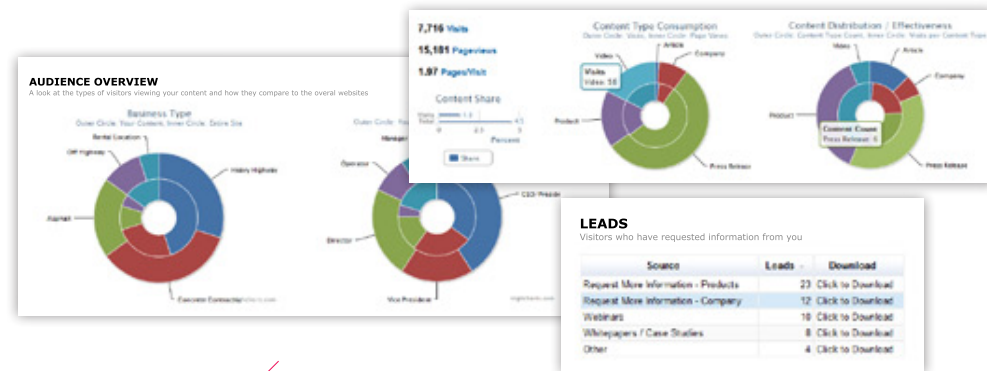 7,716 Visits
15,181 Pageviews
1.97 Pages/Visit
Content Share
Percent
Share
Content Type Consumption
Outer Circle: Visits, Inner Circle: Page Views
Video
Article
Company
Visits
Video: 56
Product
Press Release
Content Distribution / Effectiveness
Outer Circle: Content Type Count, Inner Circle: Visits per Content Type
Video
Article
Company
Product
Content Count
Press Release: 6
Press Release
AUDIENCE OVERVIEW
A look at the types of visitors viewing your content and how they compare to the overal websites
Business Type
Outer Circle: Your Content, Inner Circle: Entire Site
Rental Location
Off Highway
Heavy Highway
Asphalt
Concrete Contractor
Outer Circle:
Manager
Operator
Director
Vice President
LEADS
Visitors who have requested information from you
Source Leads Download
Request More Information - Products 23 Click to Download
Request More Information - Company 12 Click to Download
Webinars 10 Click to Download
Whitepapers / Case Studies 8 Click to Download
Other 4 Click to Download